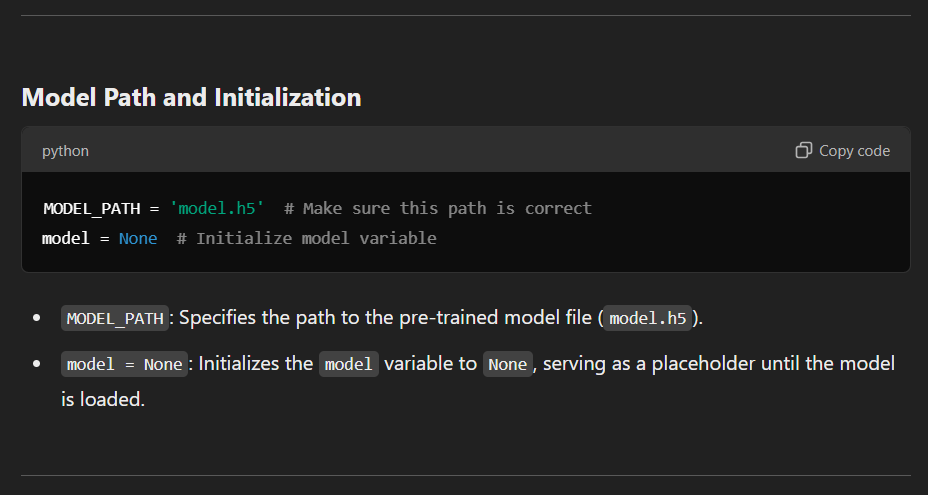 Model Path and Initialization
python
Copy code
MODEL_PATH = 'model.h5'  # Make sure this path is correct
model = None  # Initialize model variable
• MODEL_PATH: Specifies the path to the pre-trained model file (model.h5).
• model = None: Initializes the model variable to None, serving as a placeholder until the model
is loaded.